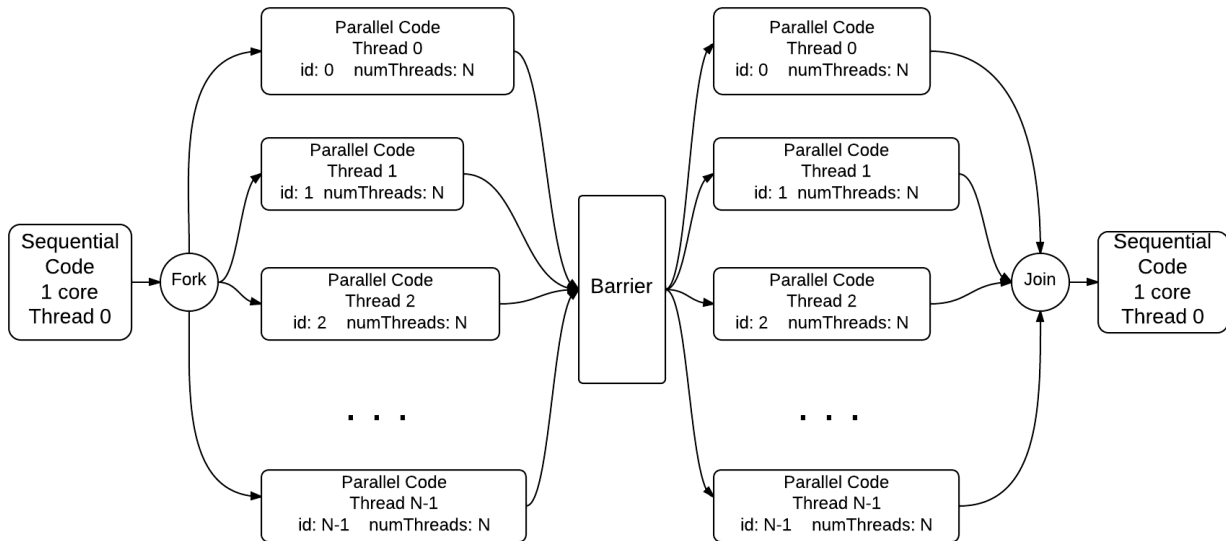 Sequential
Code
1 core
Thread 0
Fork
Parallel Code
Thread 0
id: 0 numThreads: N
Parallel Code
Thread 1
id: 1 numThreads: N
Parallel Code
Thread 2
id: 2 numThreads: N
. . .
Parallel Code
Thread N-1
id: N-1 numThreads: N
Barrier
Parallel Code
Thread 0
id: 0 numThreads: N
Parallel Code
Thread 1
id: 1 numThreads: N
Parallel Code
Thread 2
id: 2 numThreads: N
. . .
Parallel Code
Thread N-1
id: N-1 numThreads: N
Join
Sequential
Code
1 core
Thread 0